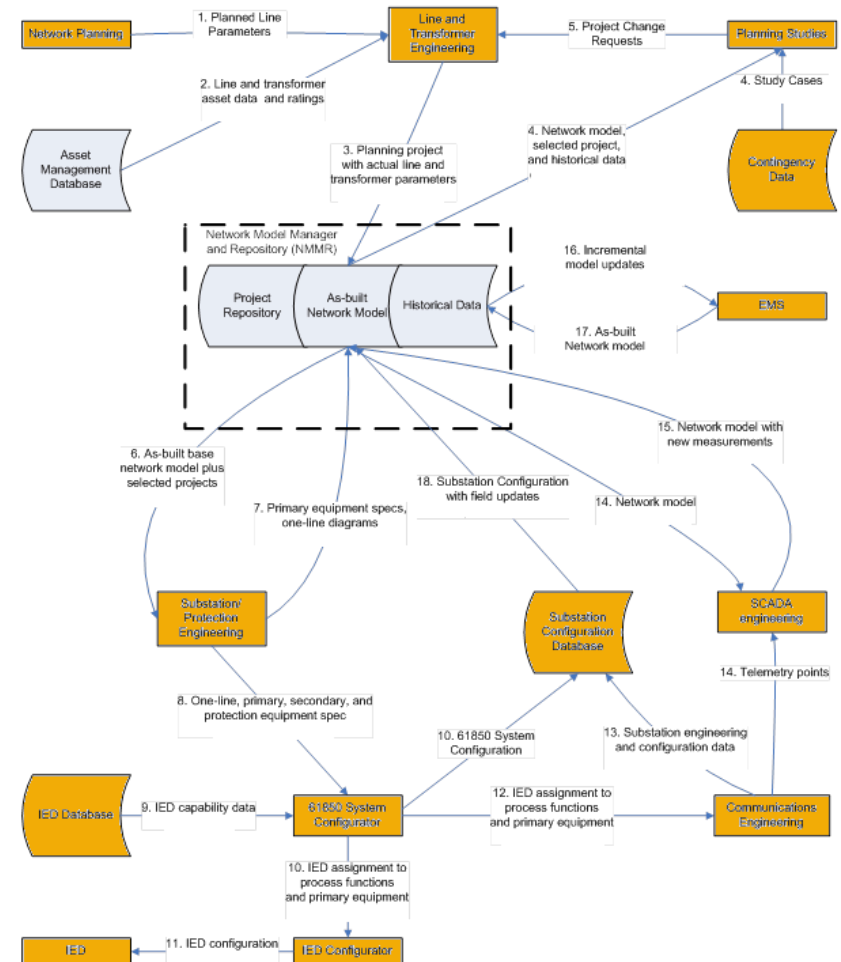 1. Planned Line
Parameters
Network Planning
Line and
Transformer
Engineering
5. Project Change
Requests
Planning Studies
2. Line and transformer
asset data and ratings
4. Study Cases
Asset
Management
Database
3. Planning project
with actual line and
transformer parameters
4. Network model,
selected project,
and historical data
Contingency
Data
Network Model Manager
and Repository (NMMR)
Project
Repository
As-built
Network Model
Historical Data
16. Incremental
model updates
EMS
17. As-built
Network model
6. As-built base
network model plus
selected projects
7. Primary equipment specs,
one-line diagrams
18. Substation Configuration
with field updates
14. Network model
15. Network model with
new measurements
Substation/
Protection
Engineering
Substation
Configuration
Database
SCADA
engineering
14. Telemetry points
8. One-line, primary, secondary, and
protection equipment spec
10. 61850 System
Configuration
13. Substation engineering
and configuration data
IED Database
9. IED capability data
61850 System
Configurator
12. IED assignment to
process functions
and primary equipment
Communications
Engineering
10. IED assignment to
process functions
and primary equipment
IED
11. IED configuration
IED Configurator